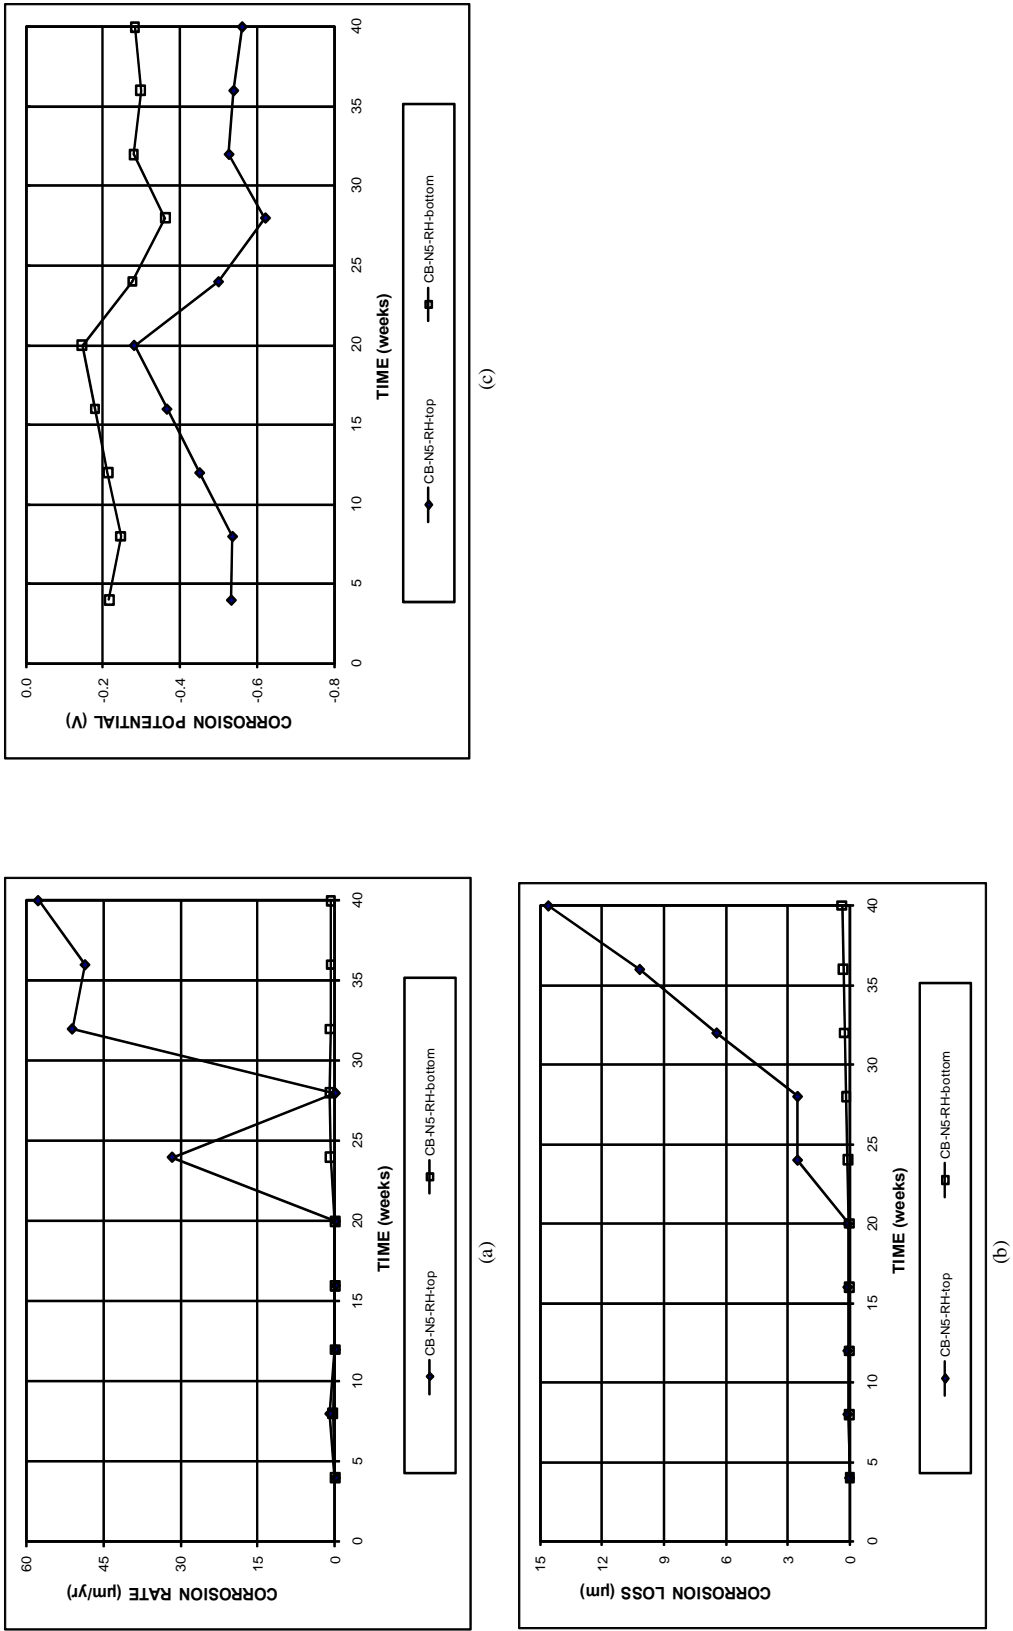 60
45
30
15
0
0
5
10
15
20
25
30
35
40
CORROSION RATE (µm/yr)
TIME (weeks)
CB-N5-RH-top
CB-N5-RH-bottom
(a)
15
12
9
6
3
0
0
5
10
15
20
25
30
35
40
CORROSION LOSS (µm)
TIME (weeks)
CB-N5-RH-top
CB-N5-RH-bottom
(b)
0.0
-0.2
-0.4
-0.6
-0.8
0
5
10
15
20
25
30
35
40
CORROSION POTENTIAL (V)
TIME (weeks)
CB-N5-RH-top
CB-N5-RH-bottom
(c)